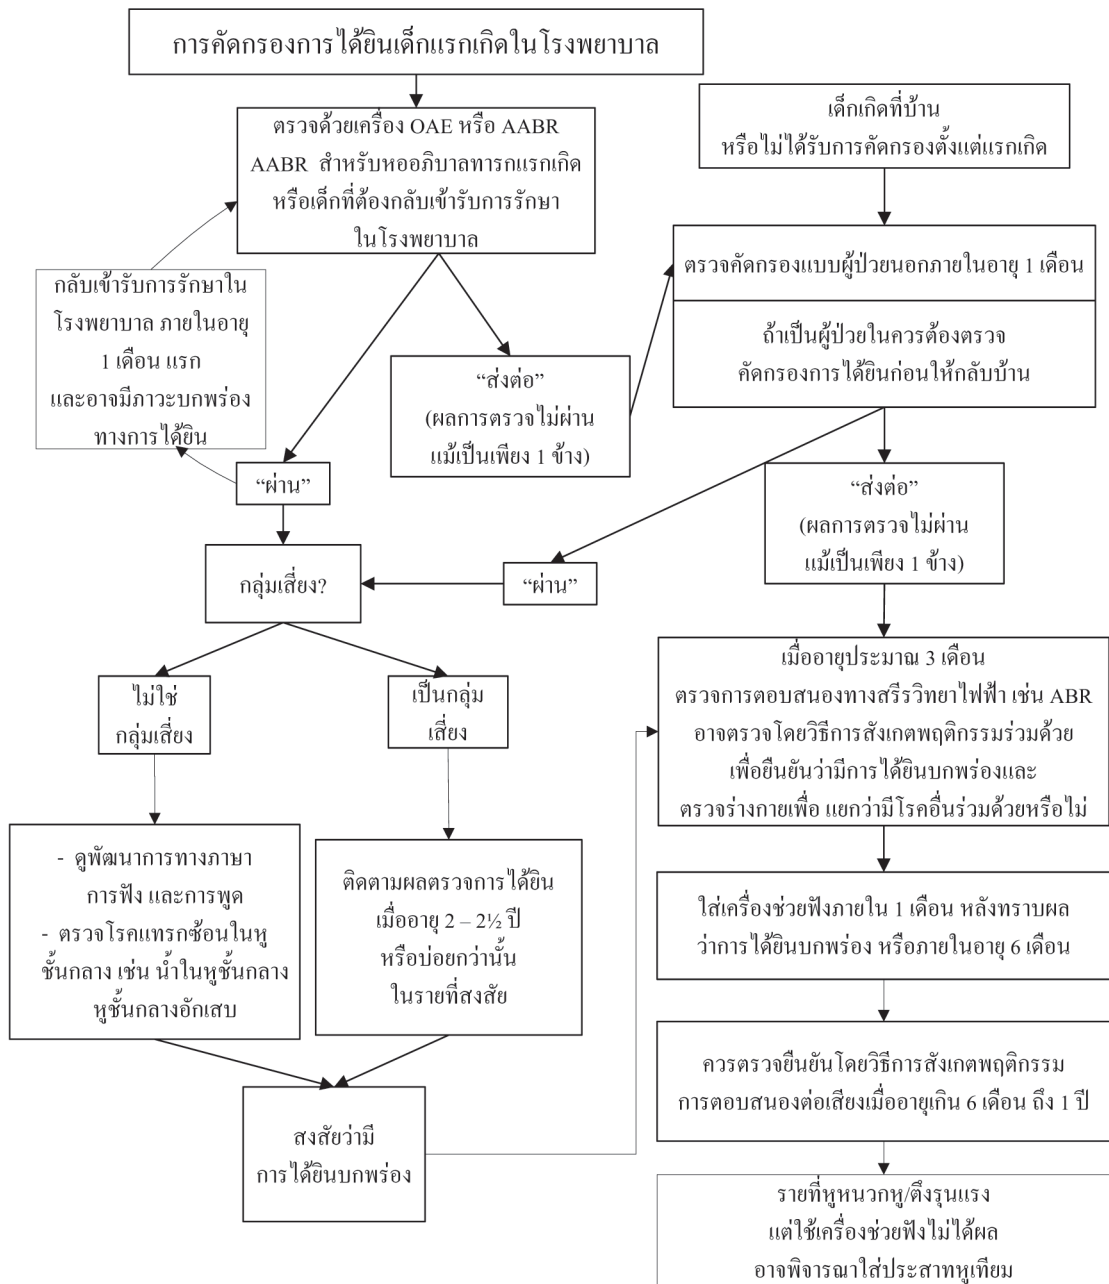 การคัดกรองการได้ยินเด็กแรกเกิดในโรงพยาบาล
ตรวจด้วยเครื่อง OAE หรือ AABR
AABR สำหรับหออภิบาลทารกแรกเกิด
หรือเด็กที่ต้องกลับเข้ารับการรักษา
ในโรงพยาบาล
เด็กเกิดที่บ้าน
หรือไม่ได้รับการคัดกรองตั้งแต่แรกเกิด
กลับเข้ารับการรักษาใน
โรงพยาบาล ภายในอายุ
1 เดือน แรก
และอาจมีภาวะบกพร่อง
ทางการได้ยิน
ตรวจคัดกรองแบบผู้ป่วยนอกภายในอายุ 1 เดือน
ถ้าเป็นผู้ป่วยในควรต้องตรวจ
คัดกรองการได้ยินก่อนให้กลับบ้าน
“ส่งต่อ”
(ผลการตรวจไม่ผ่าน
แม้เป็นเพียง 1 ข้าง)
“ผ่าน”
“ส่งต่อ”
(ผลการตรวจไม่ผ่าน
แม้เป็นเพียง 1 ข้าง)
กลุ่มเสี่ยง?
“ผ่าน”
ไม่ใช่
กลุ่มเสี่ยง
เป็นกลุ่ม
เสี่ยง
เมื่ออายุประมาณ 3 เดือน
ตรวจการตอบสนองทางสรีรวิทยาไฟฟ้า เช่น ABR
อาจตรวจโดยวิธีการสังเกตพฤติกรรมร่วมด้วย
เพื่อยืนยันว่ามีการได้ยินบกพร่องและ
ตรวจร่างกายเพื่อ แยกว่ามีโรคอื่นร่วมด้วยหรือไม่
- ดูพัฒนาการทางภาษา
การฟัง และการพูด
- ตรวจโรคแทรกซ้อนในหู
ชั้นกลาง เช่น น้ำในหูชั้นกลาง
หูชั้นกลางอักเสบ
ติดตามผลตรวจการได้ยิน
เมื่ออายุ 2 – 2½ ปี
หรือบ่อยกว่านั้น
ในรายที่สงสัย
ใส่เครื่องช่วยฟังภายใน 1 เดือน หลังทราบผล
ว่าการได้ยินบกพร่อง หรือภายในอายุ 6 เดือน
ควรตรวจยืนยันโดยวิธีการสังเกตพฤติกรรม
การตอบสนองต่อเสียงเมื่ออายุเกิน 6 เดือน ถึง 1 ปี
สงสัยว่ามี
การได้ยินบกพร่อง
รายที่หูหนวกหู/ตึงรุนแรง
แต่ใช้เครื่องช่วยฟังไม่ได้ผล
อาจพิจารณาใส่ประสาทหูเทียม